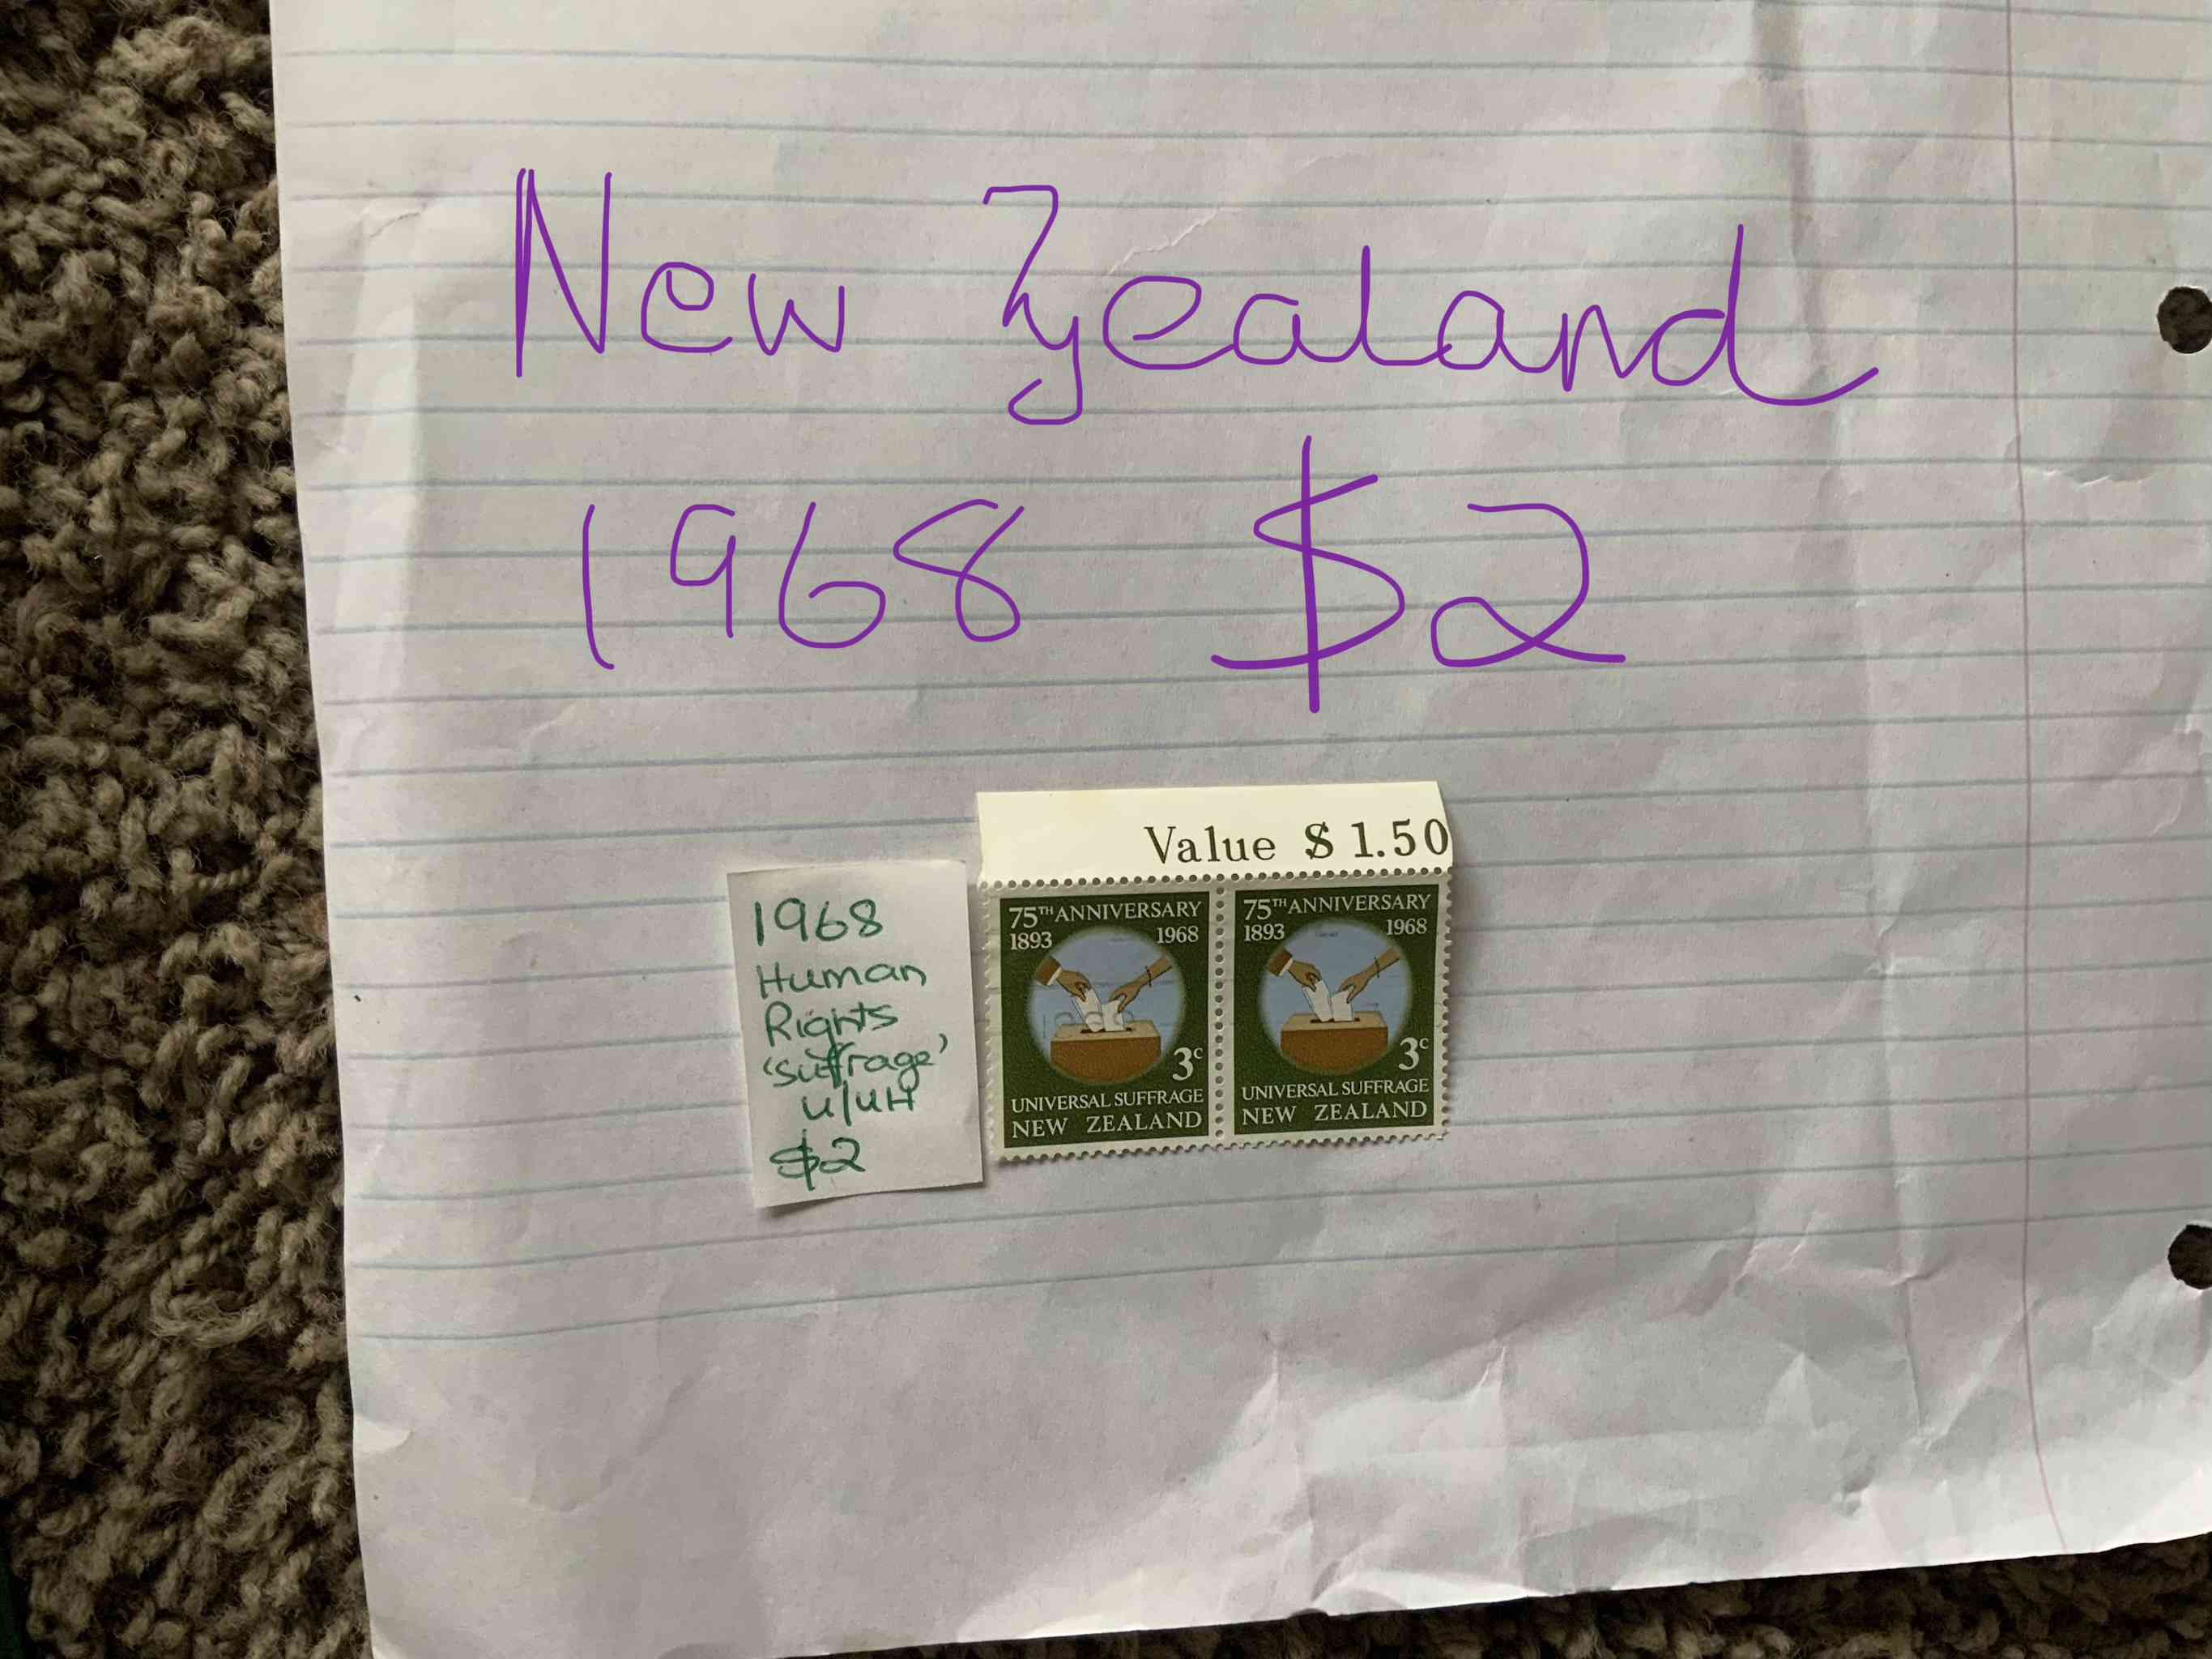 New Zealand
1968 $2
Value $1.50
1968
Human
Rights
'suffrage'
u/uH
$2
75TH ANNIVERSARY
1893 1968
3c
UNIVERSAL SUFFRAGE
NEW ZEALAND
75TH ANNIVERSARY
1893 1968
3c
UNIVERSAL SUFFRAGE
NEW ZEALAND